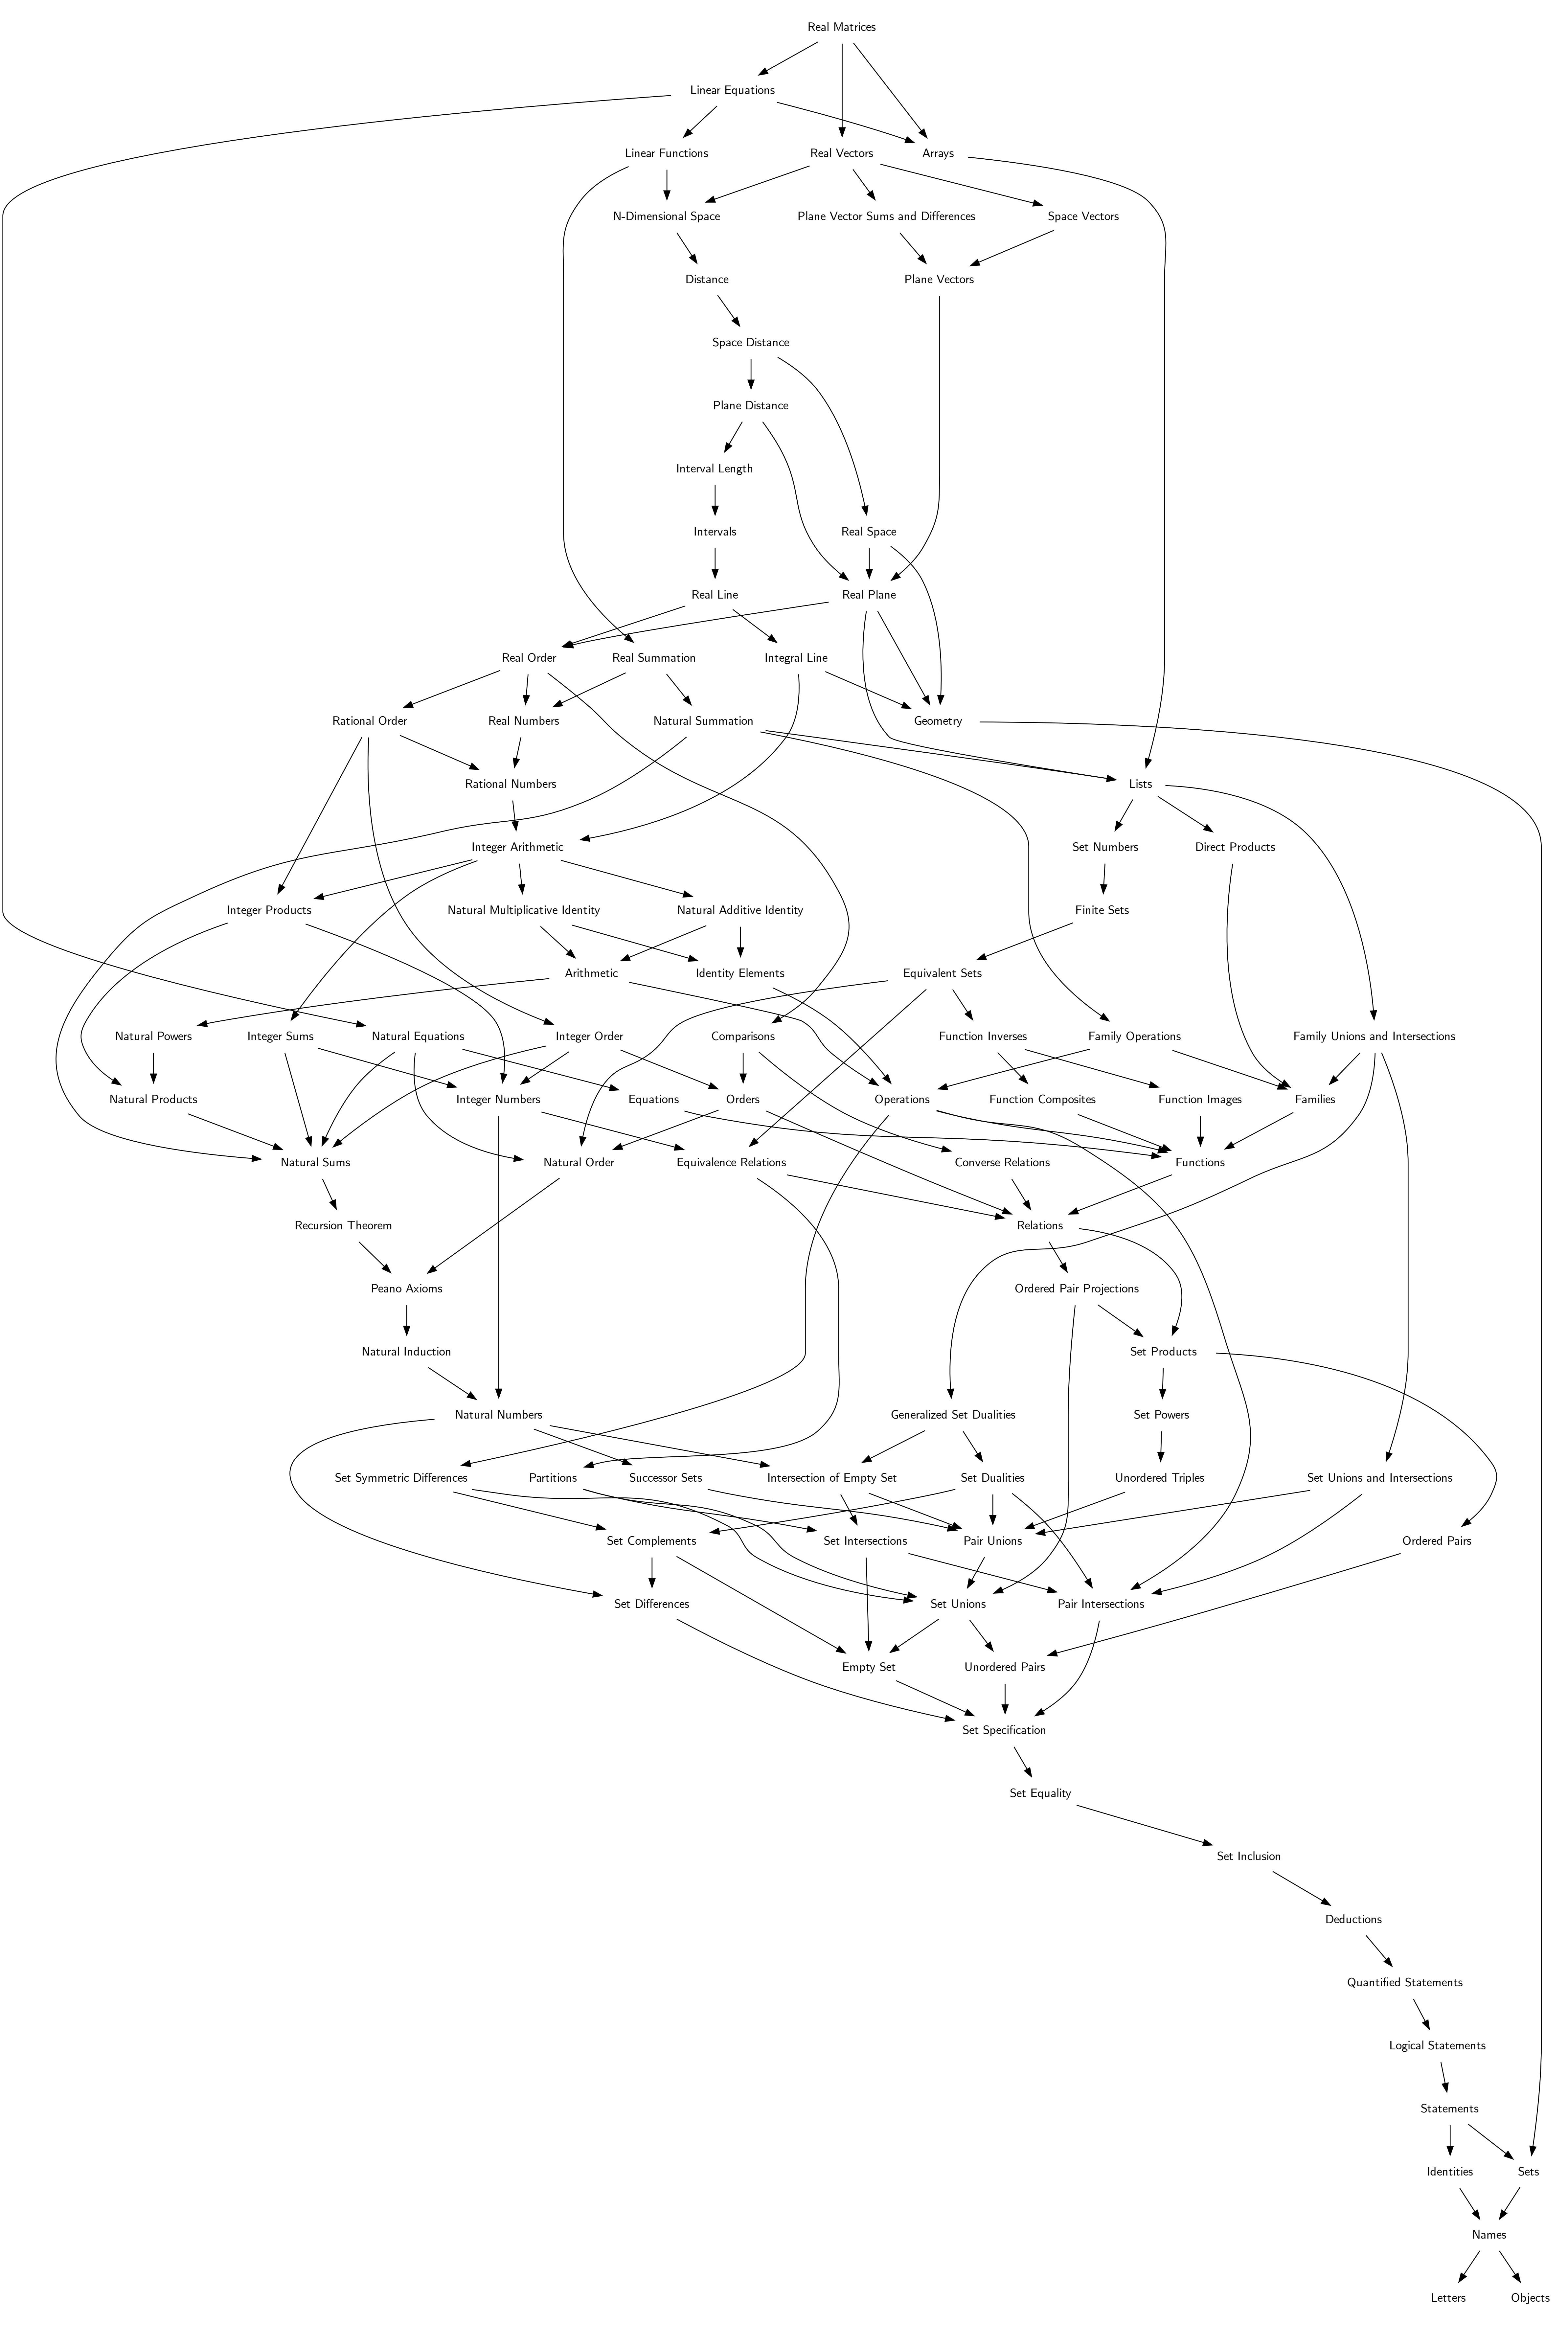 Real Matrices
Linear Equations
Linear Functions
Real Vectors
Arrays
N-Dimensional Space
Plane Vector Sums and Differences
Space Vectors
Distance
Plane Vectors
Space Distance
Plane Distance
Interval Length
Intervals
Real Space
Real Line
Real Plane
Real Order
Real Summation
Integral Line
Rational Order
Real Numbers
Natural Summation
Geometry
Rational Numbers
Lists
Integer Arithmetic
Set Numbers
Direct Products
Integer Products
Natural Multiplicative Identity
Natural Additive Identity
Finite Sets
Arithmetic
Identity Elements
Equivalent Sets
Natural Powers
Integer Sums
Natural Equations
Integer Order
Comparisons
Function Inverses
Family Operations
Family Unions and Intersections
Natural Products
Integer Numbers
Equations
Orders
Operations
Function Composites
Function Images
Families
Natural Sums
Natural Order
Equivalence Relations
Converse Relations
Functions
Recursion Theorem
Relations
Peano Axioms
Ordered Pair Projections
Natural Induction
Set Products
Natural Numbers
Generalized Set Dualities
Set Powers
Set Symmetric Differences
Partitions
Successor Sets
Intersection of Empty Set
Set Dualities
Unordered Triples
Set Unions and Intersections
Set Complements
Set Intersections
Pair Unions
Ordered Pairs
Set Differences
Set Unions
Pair Intersections
Empty Set
Unordered Pairs
Set Specification
Set Equality
Set Inclusion
Deductions
Quantified Statements
Logical Statements
Statements
Identities
Sets
Names
Letters
Objects